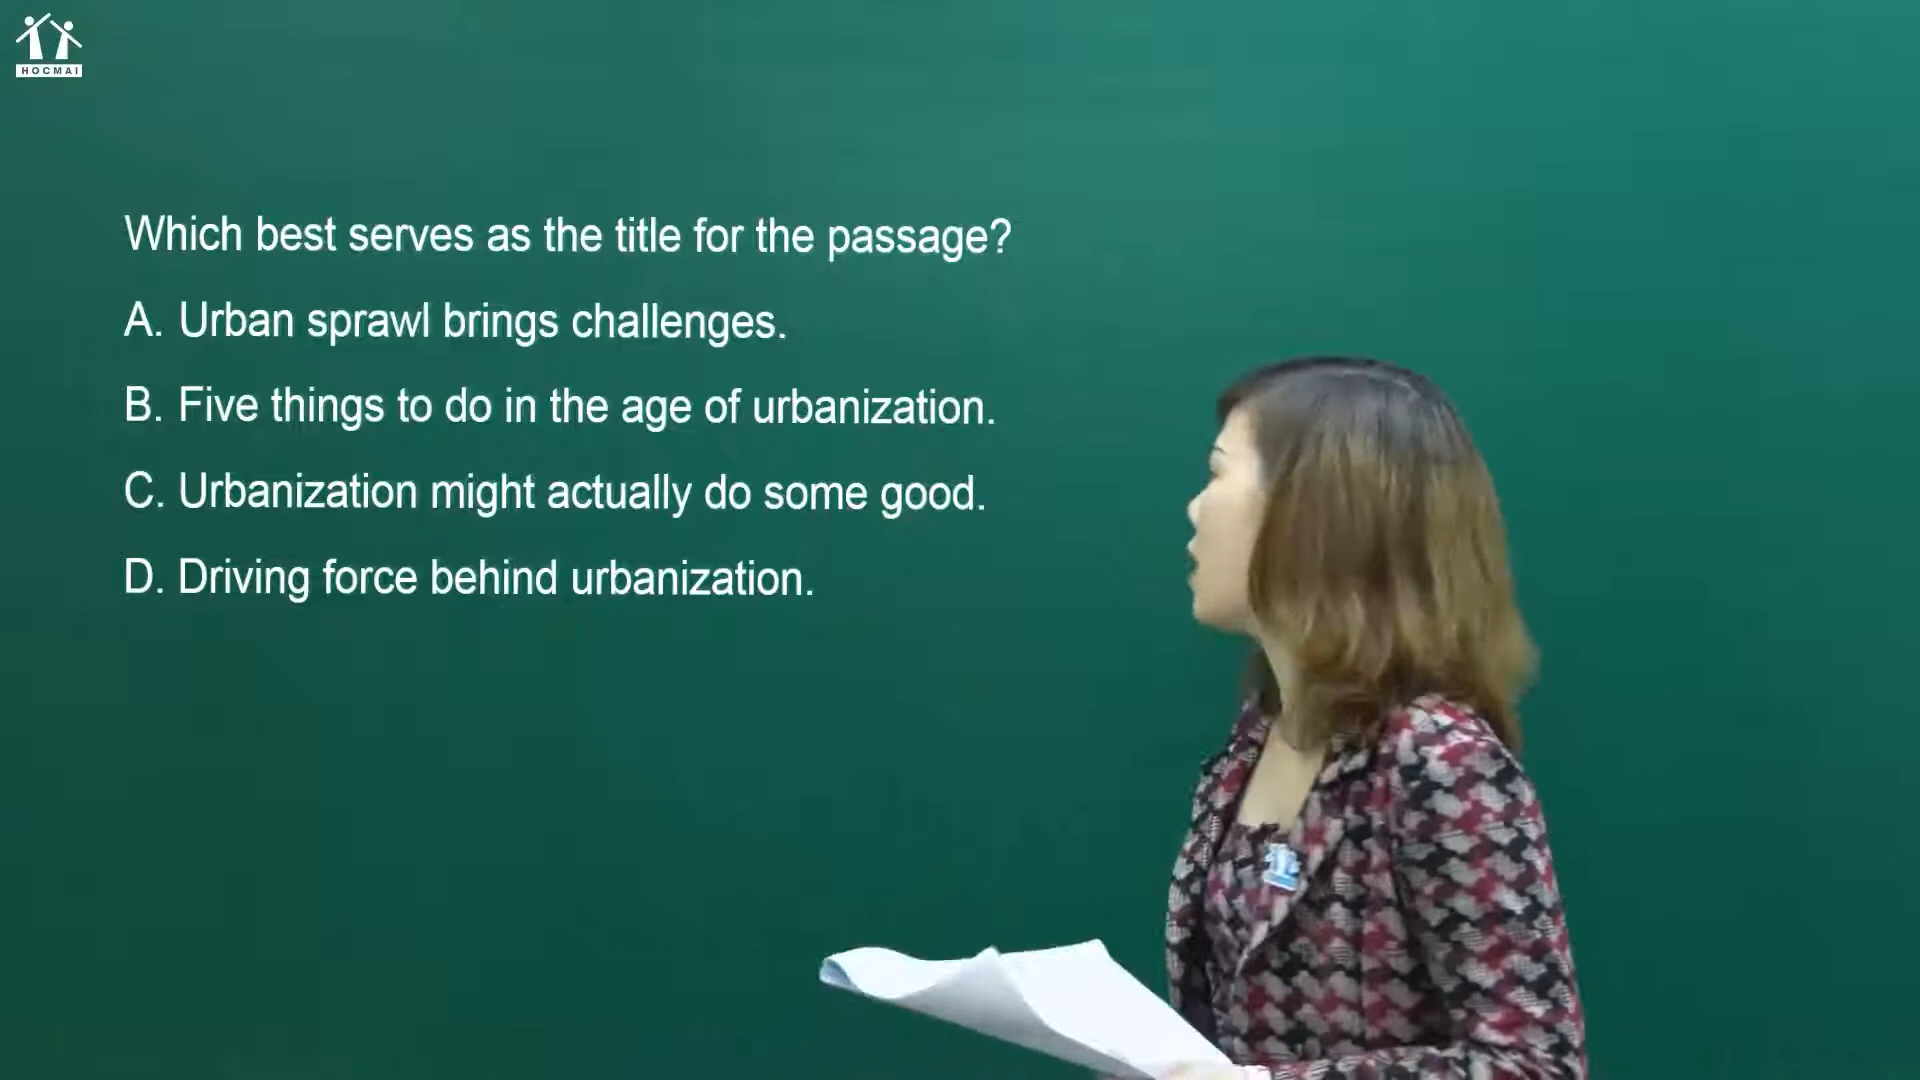 HOCMAI
Which best serves as the title for the passage?
A. Urban sprawl brings challenges.
B. Five things to do in the age of urbanization.
C. Urbanization might actually do some good.
D. Driving force behind urbanization.